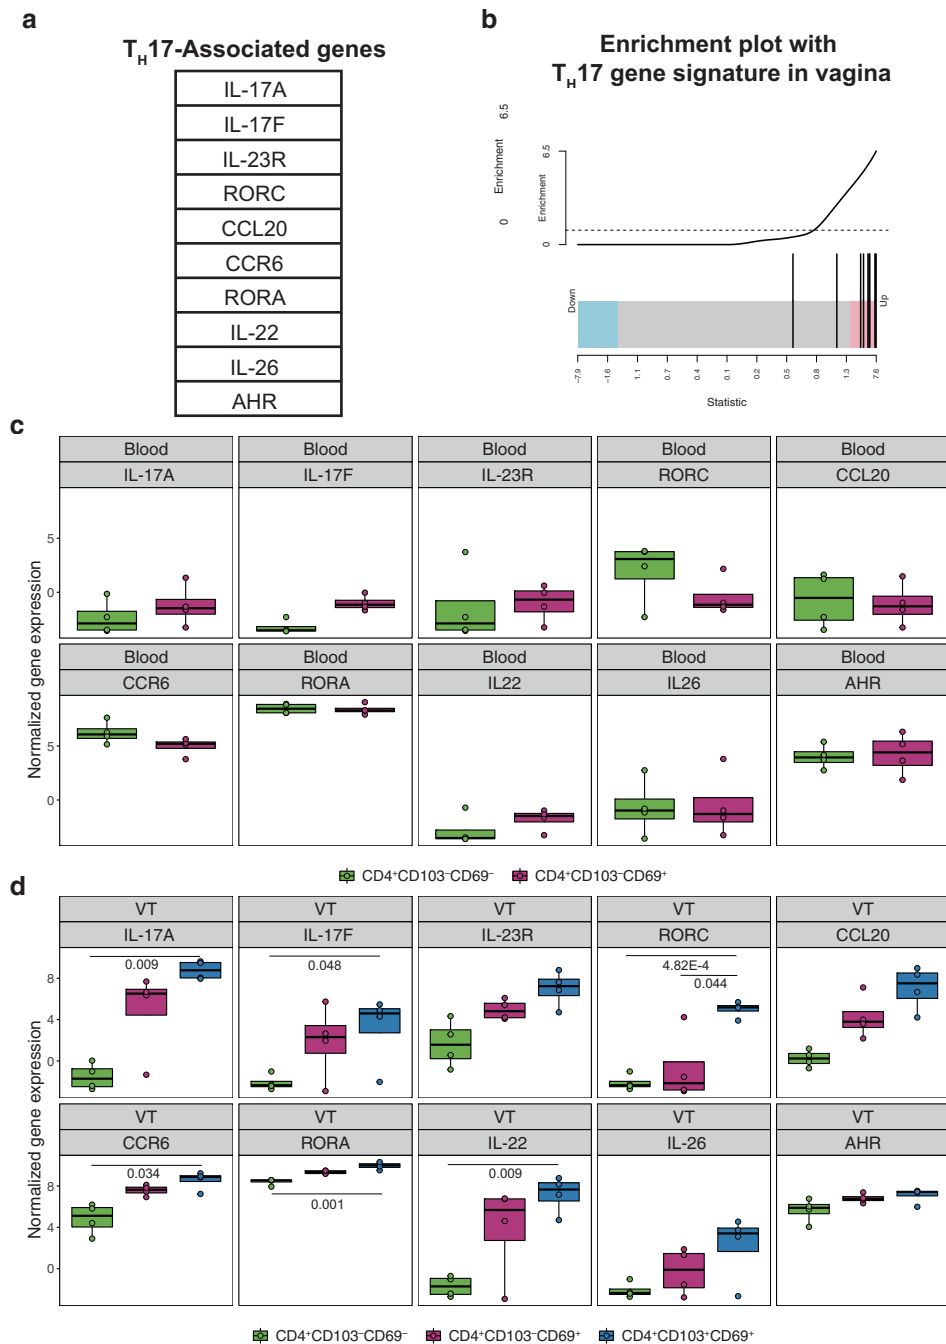 a
T_H17-Associated genes
IL-17A
IL-17F
IL-23R
RORC
CCL20
CCR6
RORA
IL-22
IL-26
AHR
b
Enrichment plot with
T_H17 gene signature in vagina
6.5
Enrichment
0
6.5
Enrichment
0
Down
Up
-7.9
-1.6
1.1
0.7
0.4
0.1
0.2
0.5
0.8
1.3
7.6
Statistic
c
Normalized gene expression
Blood Blood Blood Blood Blood
IL-17A IL-17F IL-23R RORC CCL20
5
0
Blood Blood Blood Blood Blood
CCR6 RORA IL22 IL26 AHR
5
0
CD4⁺CD103⁻CD69⁻ CD4⁺CD103⁻CD69⁺
d
Normalized gene expression
VT VT VT VT VT
IL-17A IL-17F IL-23R RORC CCL20
0.009 0.048 4.82E-4
0.044
8
4
0
VT VT VT VT VT
CCR6 RORA IL-22 IL-26 AHR
0.034 0.001 0.009
8
4
0
CD4⁺CD103⁻CD69⁻ CD4⁺CD103⁻CD69⁺ CD4⁺CD103⁺CD69⁺